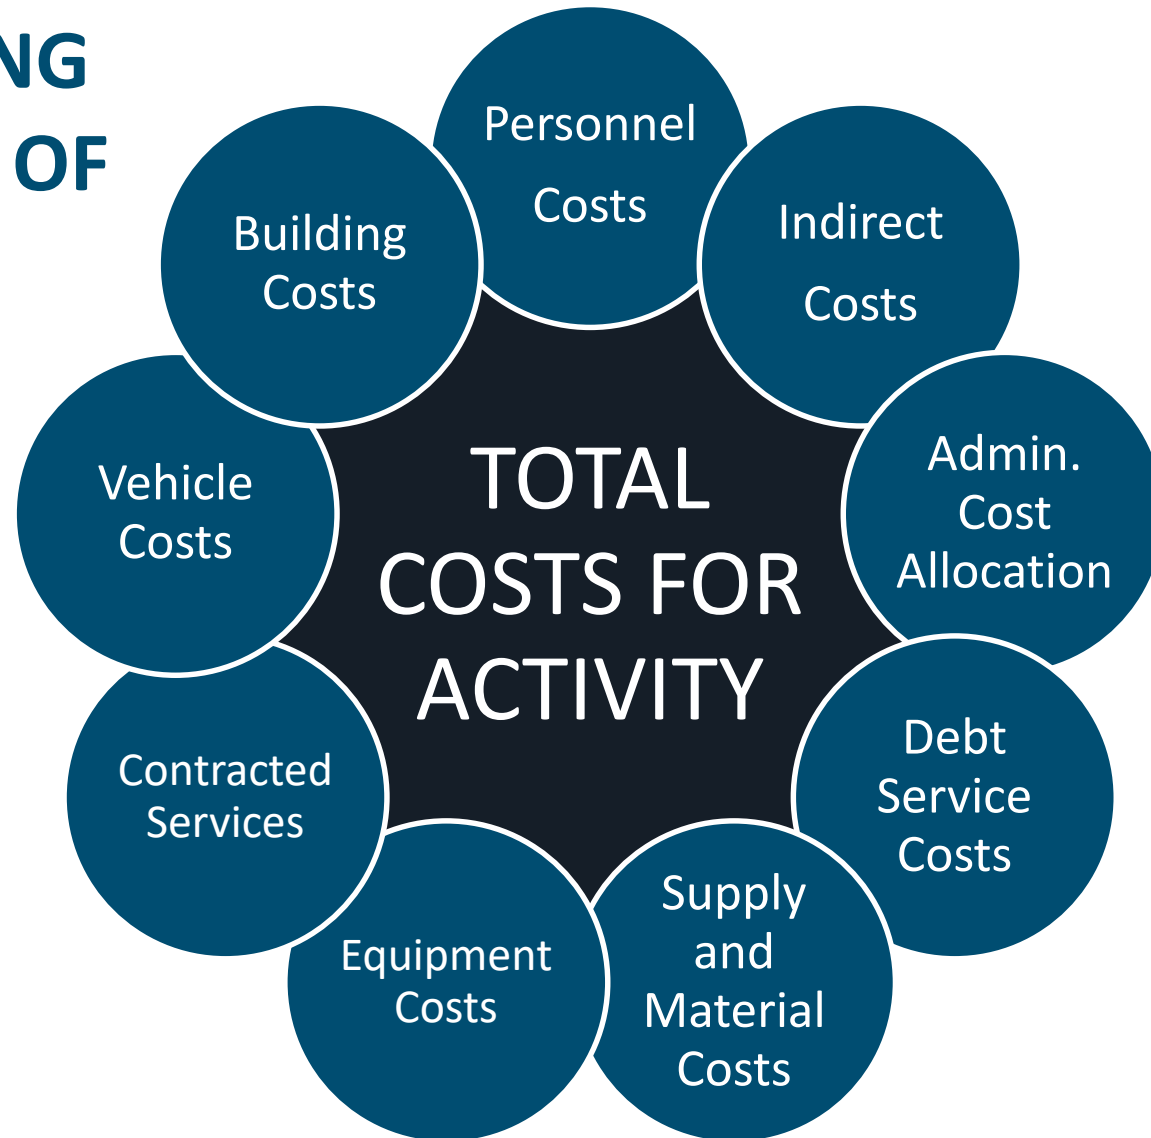 NG
OF
Personnel
Costs
Indirect
Costs
Admin.
Cost
Allocation
Debt
Service
Costs
Supply
and
Material
Costs
Equipment
Costs
Contracted
Services
Vehicle
Costs
Building
Costs
TOTAL
COSTS FOR
ACTIVITY